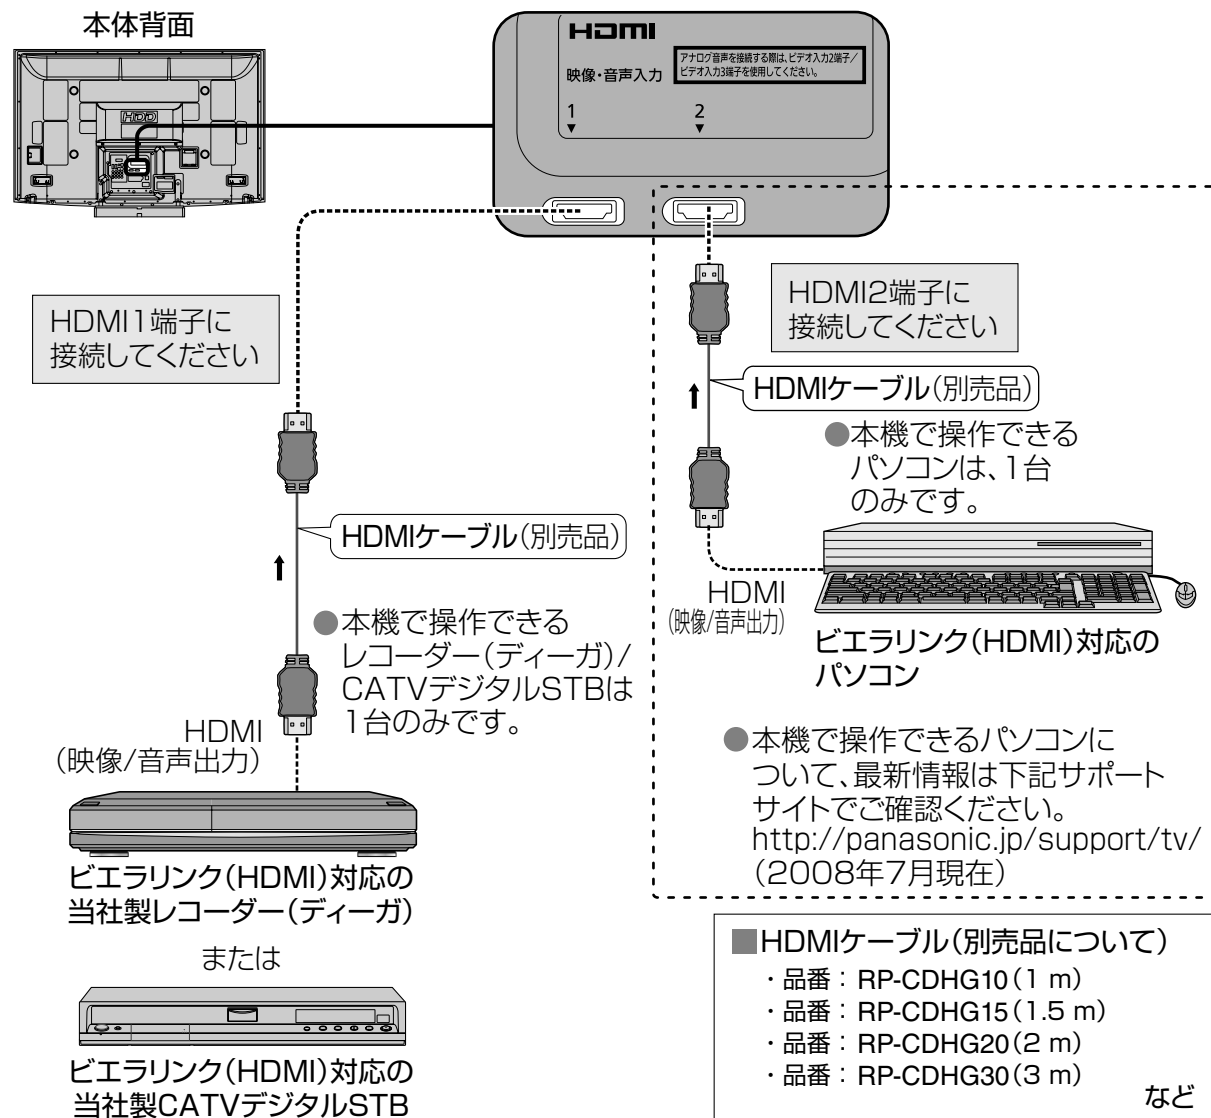 本体背面
HDMI
映像・音声入力
アナログ音声を接続する際は、ビデオ入力2端子/
ビデオ入力3端子を使用してください。
1
2
HDD
HDMI1端子に
接続してください
HDMIケーブル(別売品)
●本機で操作できる
レコーダー(ディーガ)/
CATVデジタルSTBは
1台のみです。
HDMI
(映像/音声出力)
ビエラリンク(HDMI)対応の
当社製レコーダー(ディーガ)
または
ビエラリンク(HDMI)対応の
当社製CATVデジタルSTB
HDMI2端子に
接続してください
HDMIケーブル(別売品)
●本機で操作できる
パソコンは、1台
のみです。
HDMI
(映像/音声出力)
ビエラリンク(HDMI)対応の
パソコン
●本機で操作できるパソコンに
ついて、最新情報は下記サポート
サイトでご確認ください。
http://panasonic.jp/support/tv/
(2008年7月現在)
■HDMIケーブル(別売品について)
・品番：RP-CDHG10(1 m)
・品番：RP-CDHG15(1.5 m)
・品番：RP-CDHG20(2 m)
・品番：RP-CDHG30(3 m)
など